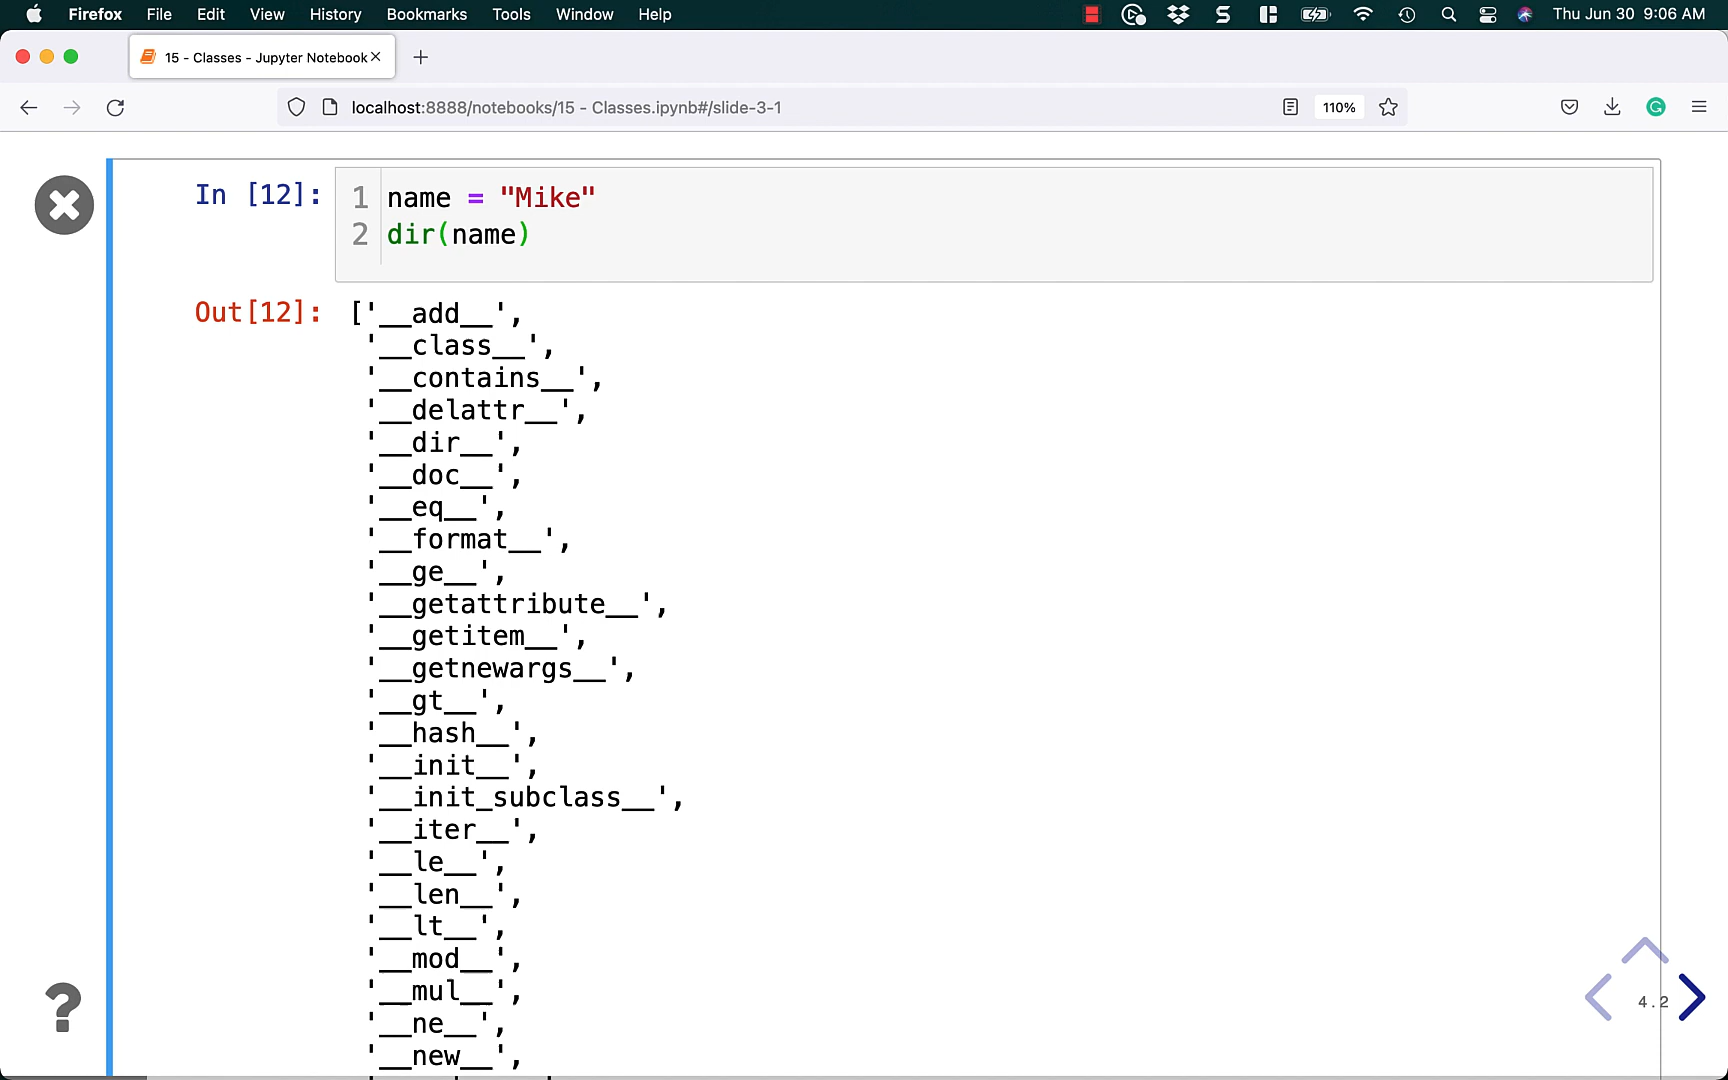 Firefox File Edit View History Bookmarks Tools Window Help Thu Jun 30 9:06 AM
15 - Classes - Jupyter Notebook
localhost:8888/notebooks/15 - Classes.ipynb#/slide-3-1 110%
In [12]: 1 name = "Mike"
2 dir(name)
Out[12]: ['__add__',
'__class__',
'__contains__',
'__delattr__',
'__dir__',
'__doc__',
'__eq__',
'__format__',
'__ge__',
'__getattribute__',
'__getitem__',
'__getnewargs__',
'__gt__',
'__hash__',
'__init__',
'__init_subclass__',
'__iter__',
'__le__',
'__len__',
'__lt__',
'__mod__',
'__mul__',
'__ne__',
'__new__',
4.2
?